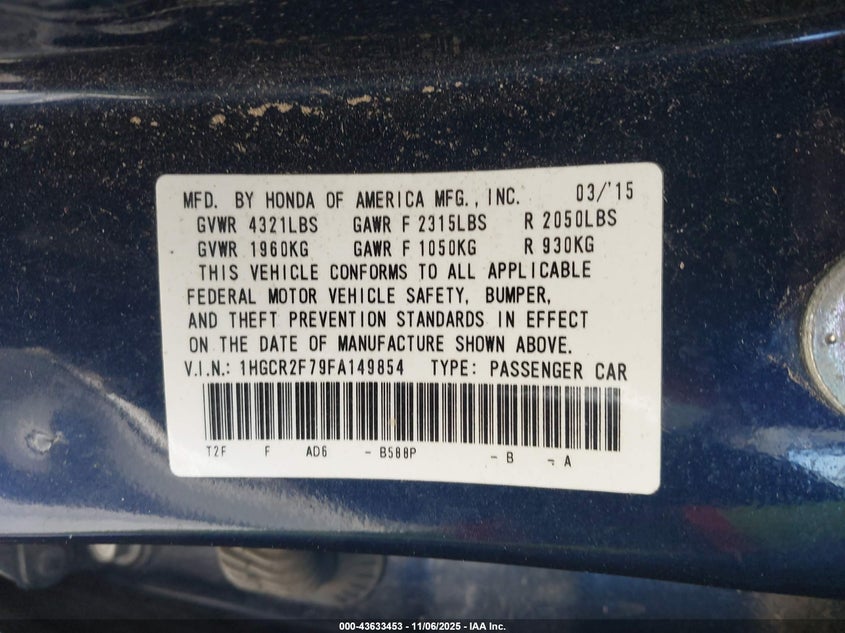 MFD. BY HONDA OF AMERICA MFG., INC. 03/'15
GVWR 4321LBS GAWR F 2315LBS R 2050LBS
GVWR 1960KG GAWR F 1050KG R 930KG
THIS VEHICLE CONFORMS TO ALL APPLICABLE
FEDERAL MOTOR VEHICLE SAFETY, BUMPER,
AND THEFT PREVENTION STANDARDS IN EFFECT
ON THE DATE OF MANUFACTURE SHOWN ABOVE.
V.I.N.: 1HGCR2F79FA149854 TYPE: PASSENGER CAR
T2F F AD6 - B588P - B - A
000-43633453 - 11/06/2025 - IAA Inc.